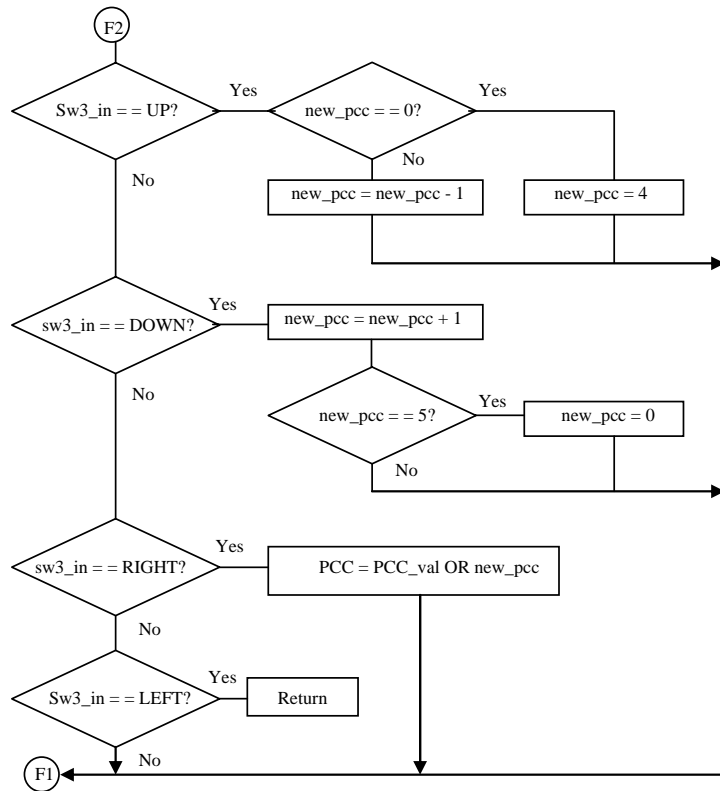 F2
Sw3_in = = UP?
Yes
new_pcc = = 0?
Yes
No
No
new_pcc = new_pcc - 1
new_pcc = 4
sw3_in = = DOWN?
Yes
new_pcc = new_pcc + 1
No
new_pcc = = 5?
Yes
new_pcc = 0
No
sw3_in = = RIGHT?
Yes
PCC = PCC_val OR new_pcc
No
Sw3_in = = LEFT?
Yes
Return
No
F1